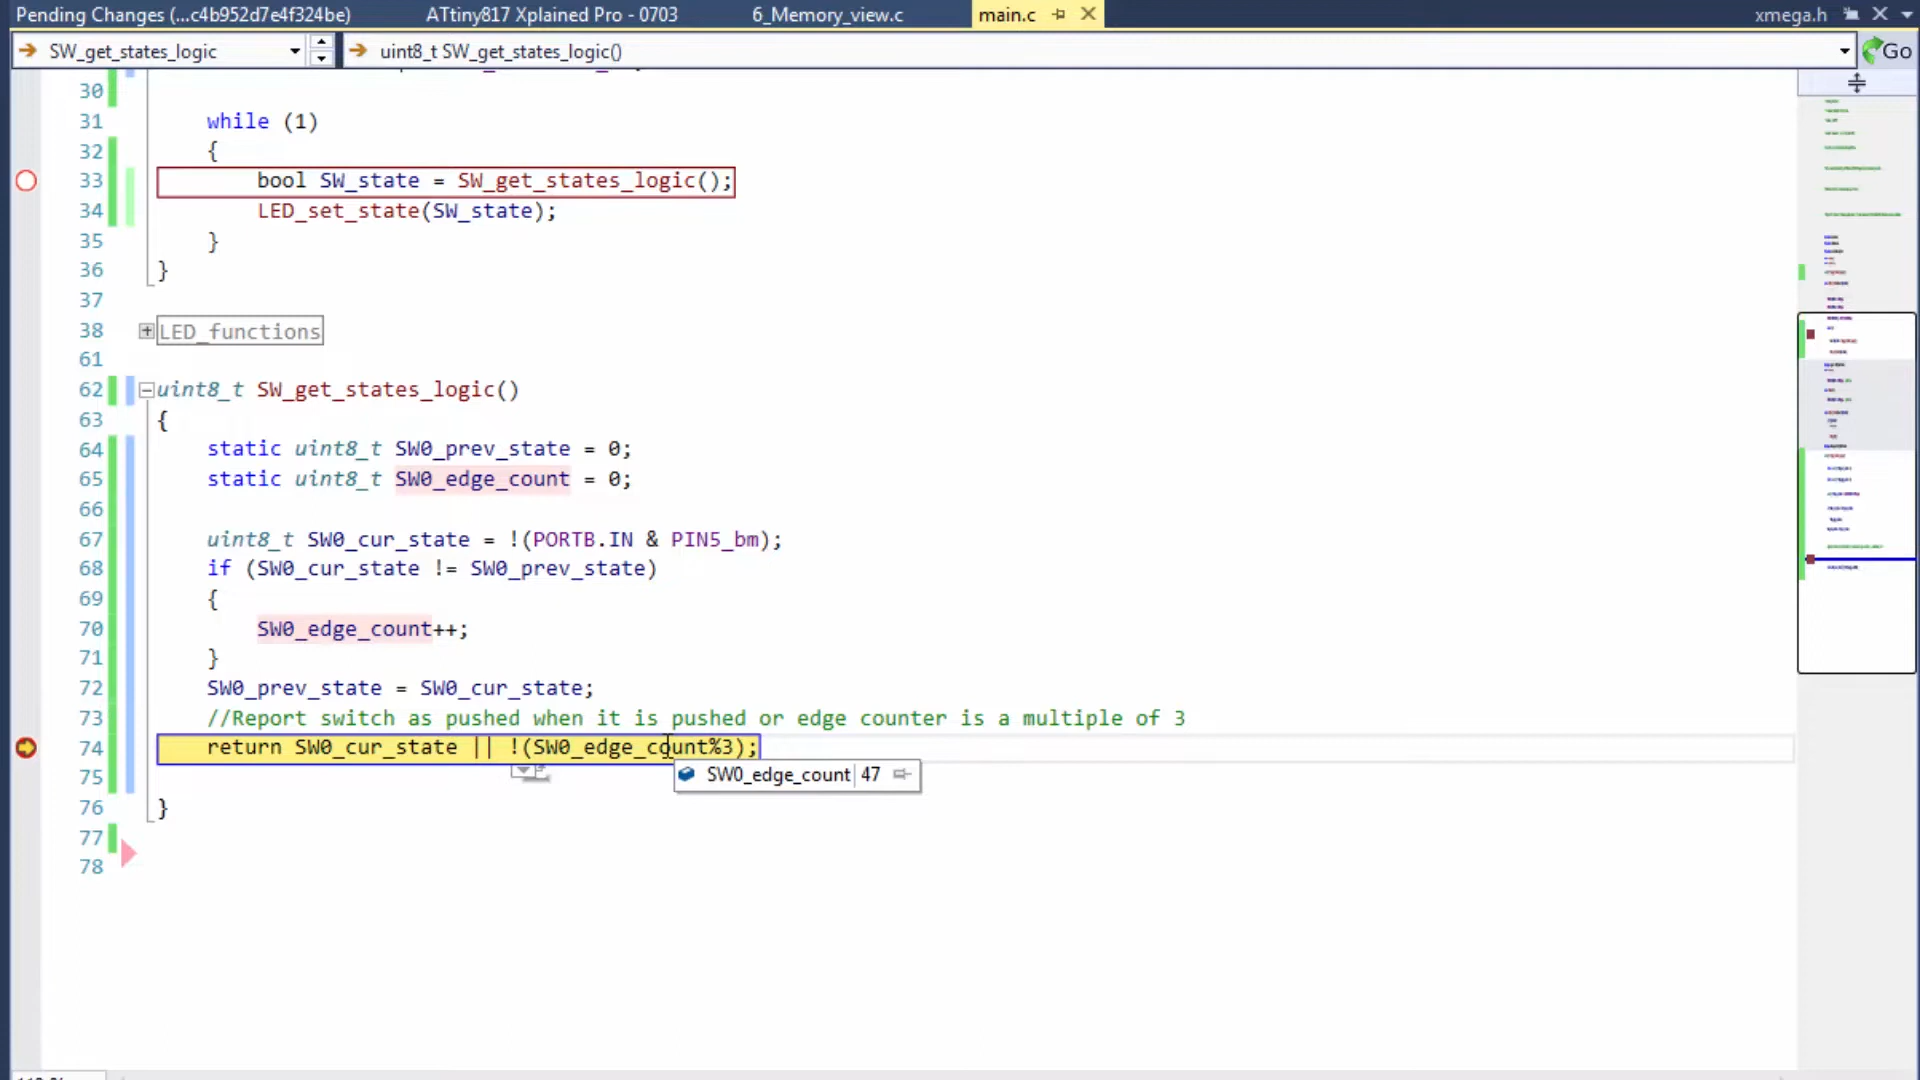 Pending Changes (...c4b952d7e4f324be) ATtiny817 Xplained Pro - 0703 6_Memory_view.c main.c xmega.h
SW_get_states_logic uint8_t SW_get_states_logic() Go
30
31 while (1)
32 {
33 bool SW_state = SW_get_states_logic();
34 LED_set_state(SW_state);
35 }
36 }
37
38 LED_functions
61
62 uint8_t SW_get_states_logic()
63 {
64 static uint8_t SW0_prev_state = 0;
65 static uint8_t SW0_edge_count = 0;
66
67 uint8_t SW0_cur_state = !(PORTB.IN & PIN5_bm);
68 if (SW0_cur_state != SW0_prev_state)
69 {
70 SW0_edge_count++;
71 }
72 SW0_prev_state = SW0_cur_state;
73 //Report switch as pushed when it is pushed or edge counter is a multiple of 3
74 return SW0_cur_state || !(SW0_edge_count%3);
SW0_edge_count 47
75
76 }
77
78